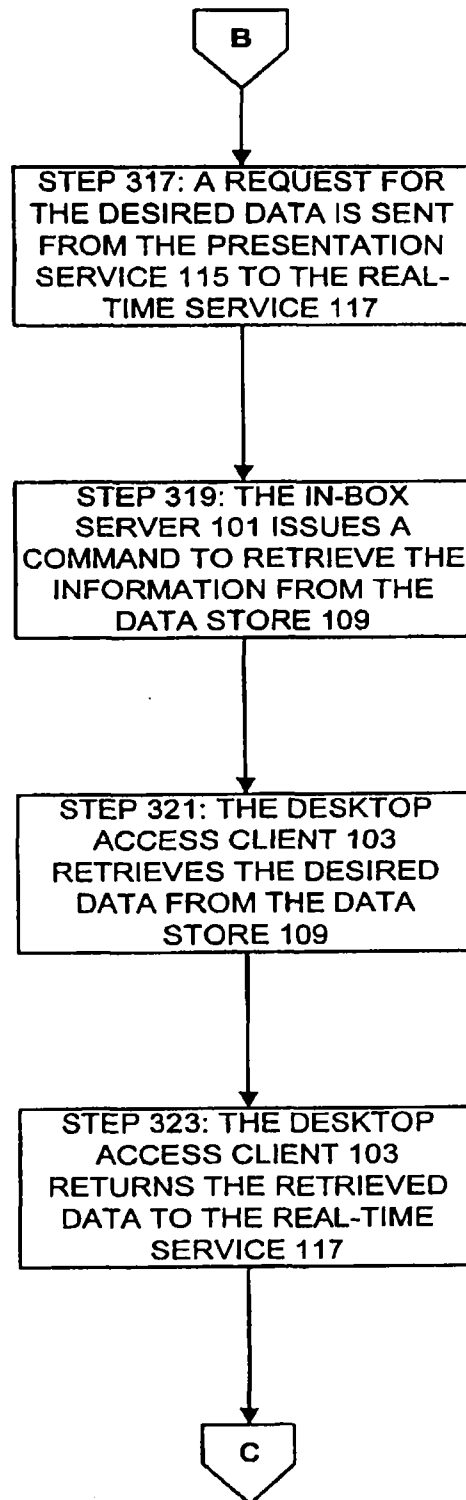 B
STEP 317: A REQUEST FOR
THE DESIRED DATA IS SENT
FROM THE PRESENTATION
SERVICE 115 TO THE REAL-
TIME SERVICE 117
STEP 319: THE IN-BOX
SERVER 101 ISSUES A
COMMAND TO RETRIEVE THE
INFORMATION FROM THE
DATA STORE 109
STEP 321: THE DESKTOP
ACCESS CLIENT 103
RETRIEVES THE DESIRED
DATA FROM THE DATA
STORE 109
STEP 323: THE DESKTOP
ACCESS CLIENT 103
RETURNS THE RETRIEVED
DATA TO THE REAL-TIME
SERVICE 117
C